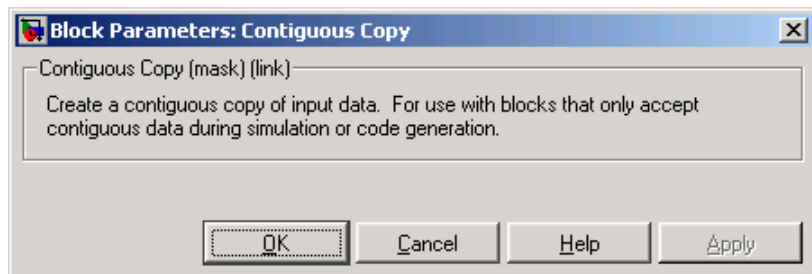 Block Parameters: Contiguous Copy
Contiguous Copy (mask) (link)
Create a contiguous copy of input data. For use with blocks that only accept
contiguous data during simulation or code generation.
OK Cancel Help Apply